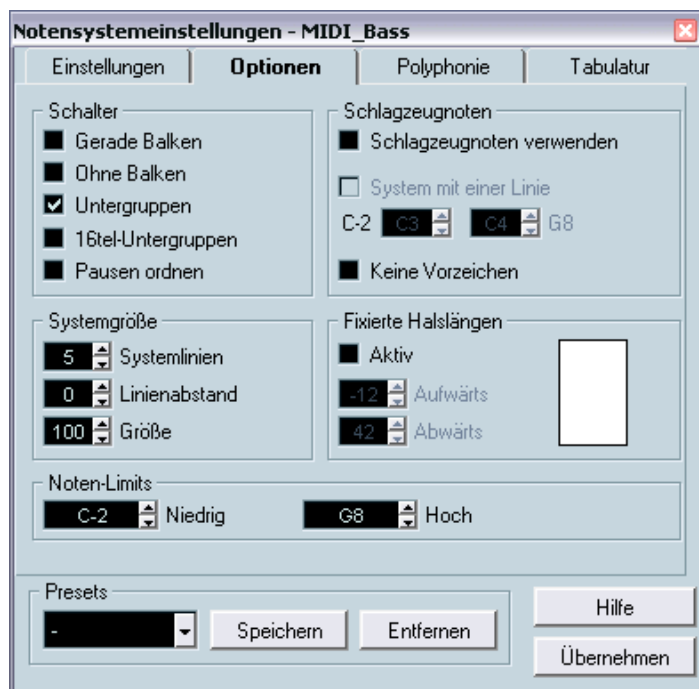 Notensystemeinstellungen - MIDI_Bass
Einstellungen Optionen Polyphonie Tabulatur
Schalter
Gerade Balken
Ohne Balken
Untergruppen
16tel-Untergruppen
Pausen ordnen
Schlagzeugnoten
Schlagzeugnoten verwenden
System mit einer Linie
C-2 C3 C4 G8
Keine Vorzeichen
Systemgröße
5 Systemlinien
0 Linienabstand
100 Größe
Fixierte Halslängen
Aktiv
-12 Aufwärts
42 Abwärts
Noten-Limits
C-2 Niedrig G8 Hoch
Presets
- Speichern Entfernen
Hilfe
Übernehmen